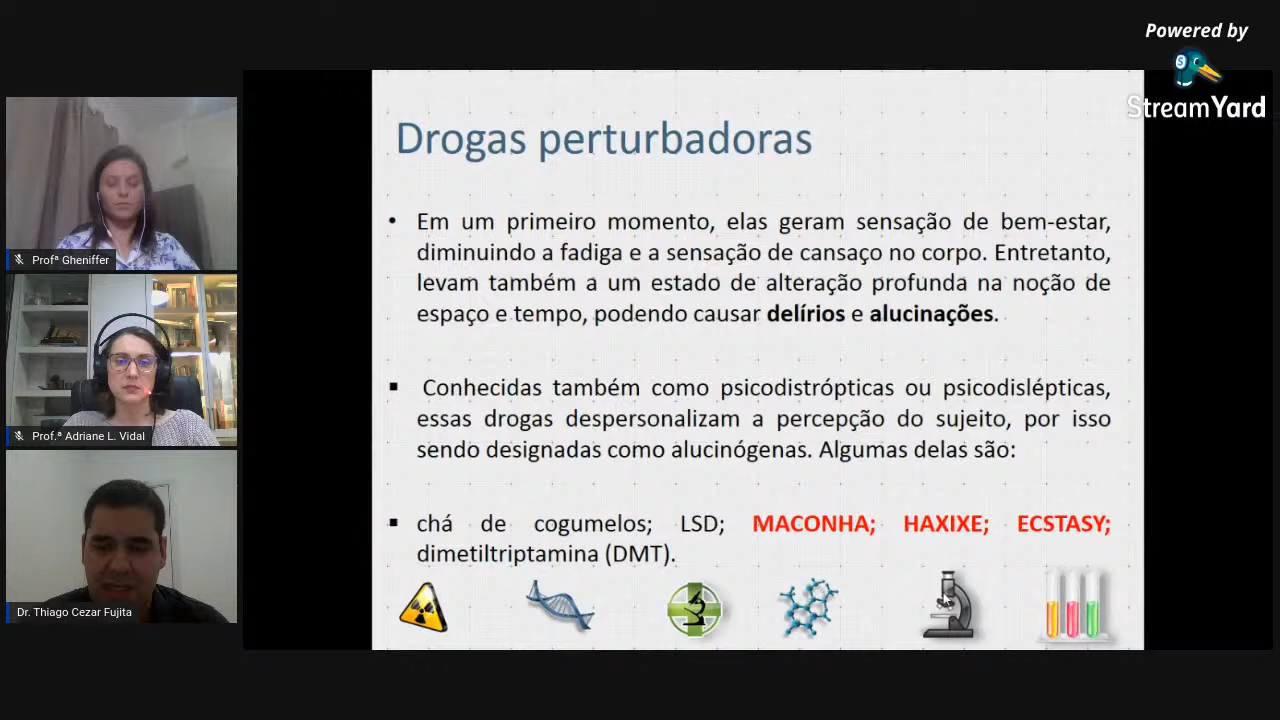 Powered by
StreamYard
Profª Gheniffer
Prof.ª Adriane L. Vidal
Dr. Thiago Cezar Fujita
Drogas perturbadoras
• Em um primeiro momento, elas geram sensação de bem-estar,
diminuindo a fadiga e a sensação de cansaço no corpo. Entretanto,
levam também a um estado de alteração profunda na noção de
espaço e tempo, podendo causar delírios e alucinações.
▪ Conhecidas também como psicodistrópticas ou psicodislépticas,
essas drogas despersonalizam a percepção do sujeito, por isso
sendo designadas como alucinógenas. Algumas delas são:
▪ chá de cogumelos; LSD; MACONHA; HAXIXE; ECSTASY;
dimetiltriptamina (DMT).